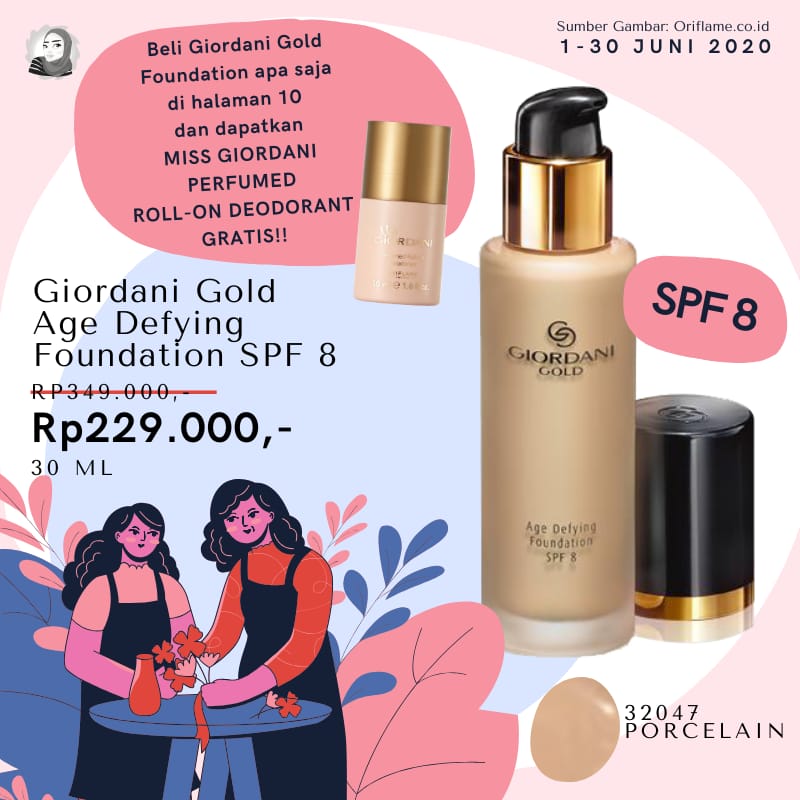 Sumber Gambar: Oriflame.co.id
1-30 JUNI 2020
Beli Giordani Gold
Foundation apa saja
di halaman 10
dan dapatkan
MISS GIORDANI
PERFUMED
ROLL-ON DEODORANT
GRATIS!!
GIORDANI
Giordani Gold
Age Defying
Foundation SPF 8
RP349.000,-
Rp229.000,-
30 ML
SPF 8
GIORDANI
GOLD
Age Defying
Foundation
SPF 8
32047
PORCELAIN